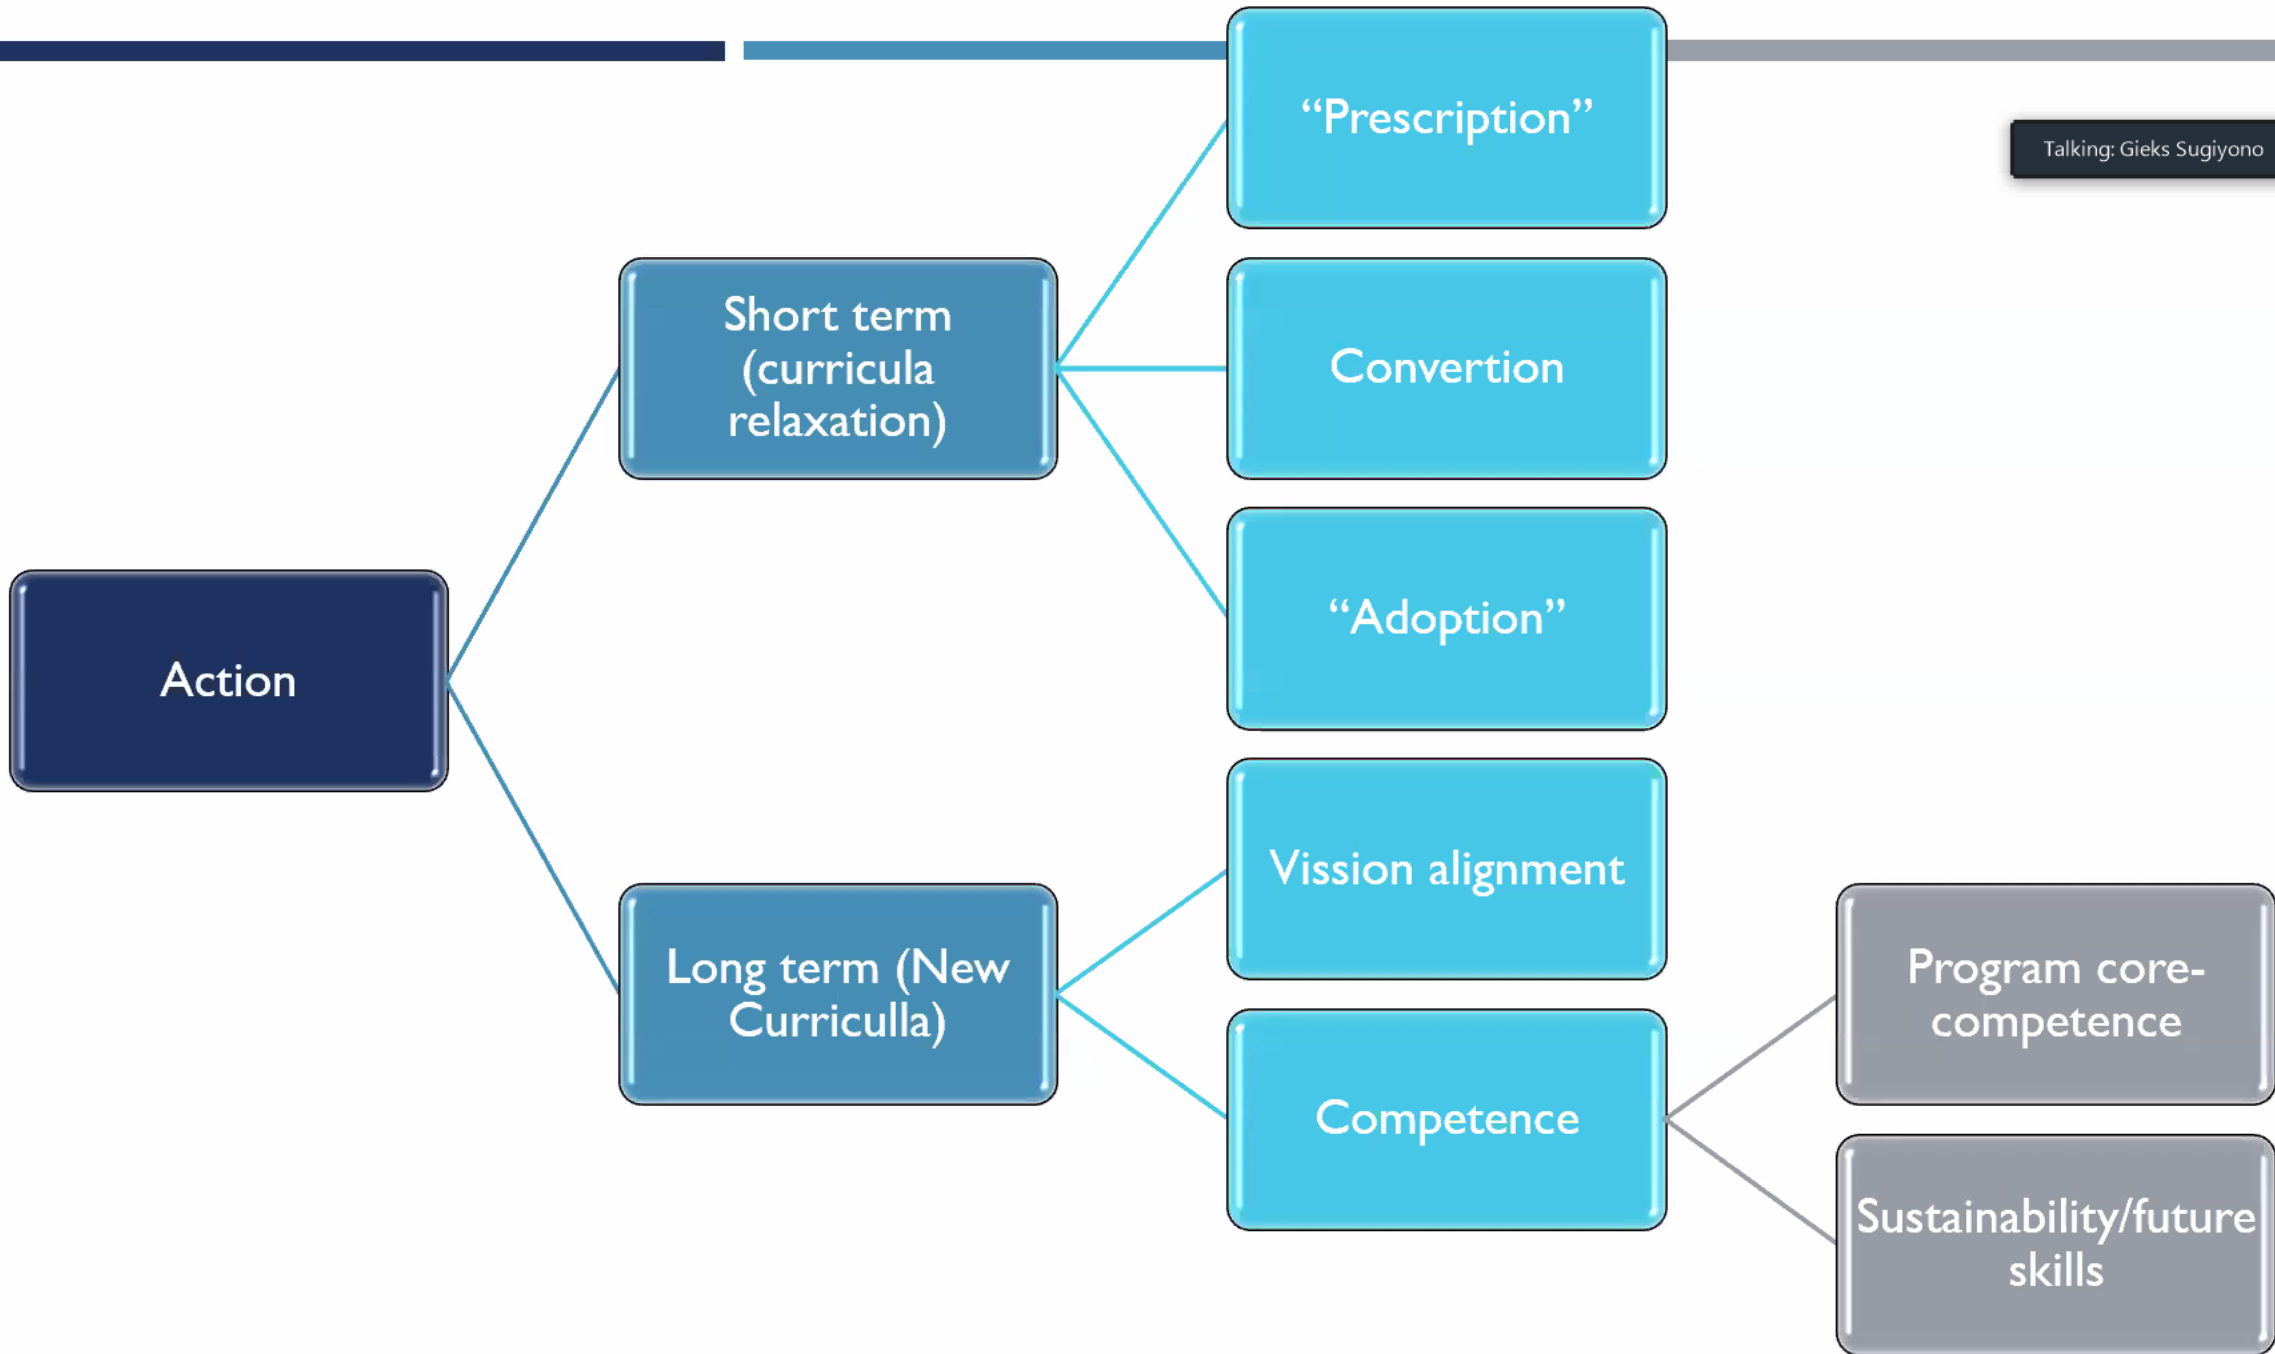 “Prescription”
Talking: Gieks Sugiyono
Short term
(curricula
relaxation)
Convertion
“Adoption”
Action
Vission alignment
Long term (New
Curriculla)
Program core-
competence
Competence
Sustainability/future
skills